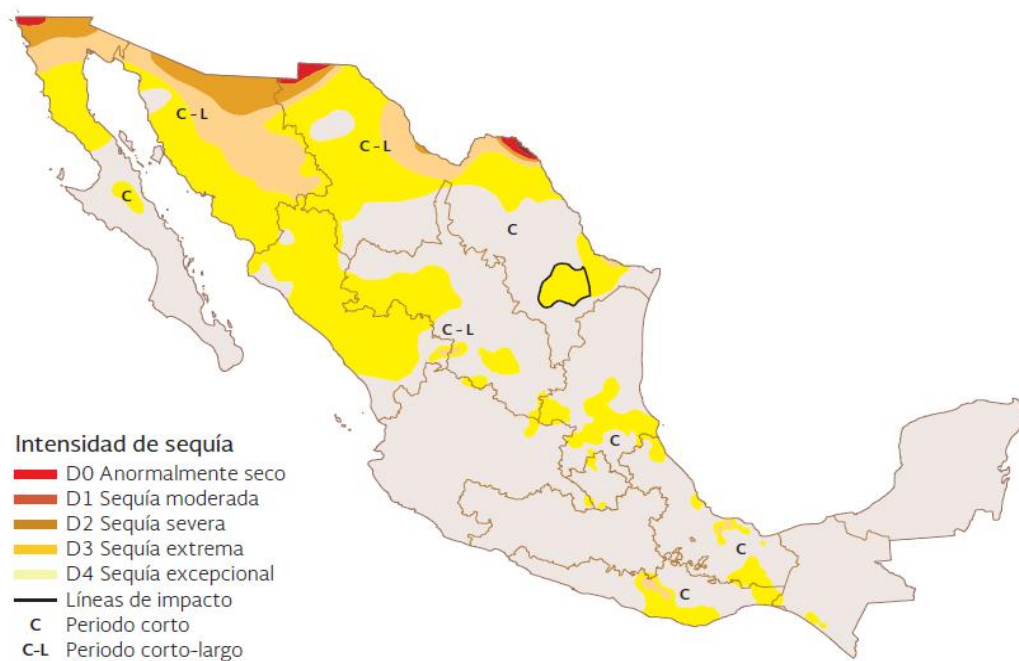 C - L
C - L
C
C
C - L
C
C
C
Intensidad de sequía
D0 Anormalmente seco
D1 Sequía moderada
D2 Sequía severa
D3 Sequía extrema
D4 Sequía excepcional
Líneas de impacto
C Periodo corto
C-L Periodo corto-largo